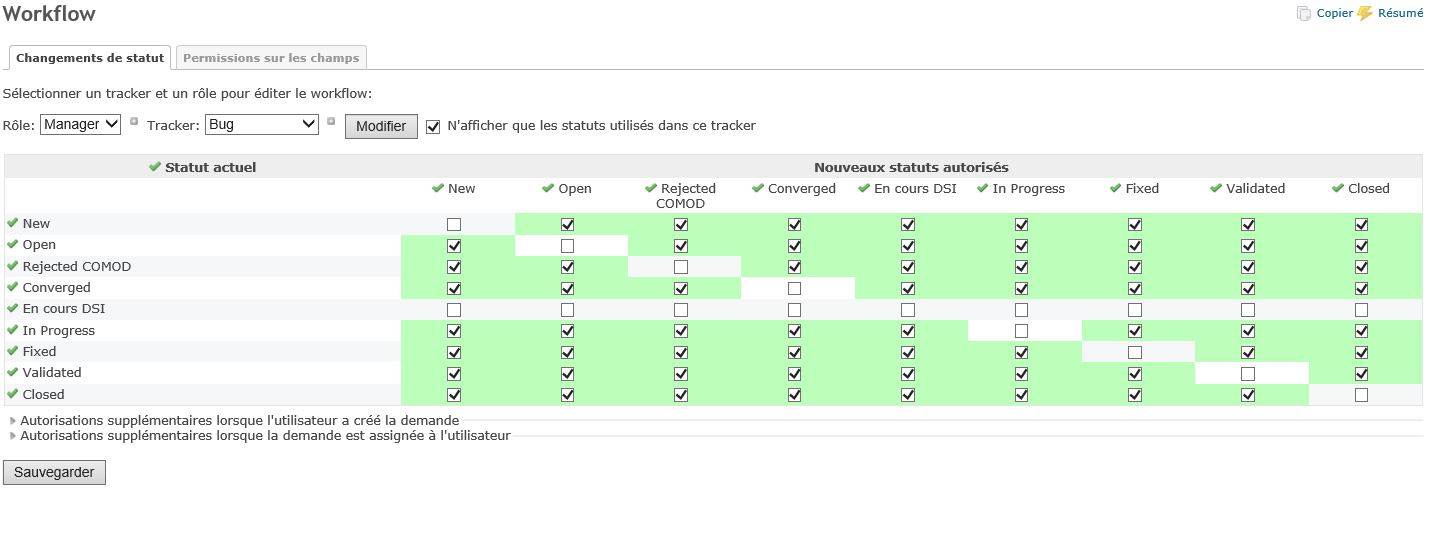 Workflow
Copier Résumé
Changements de statut Permissions sur les champs
Sélectionner un tracker et un rôle pour éditer le workflow:
Rôle: Manager Tracker: Bug Modifier N'afficher que les statuts utilisés dans ce tracker
Statut actuel Nouveaux statuts autorisés
New Open Rejected COMOD Converged En cours DSI In Progress Fixed Validated Closed
New
Open
Rejected COMOD
Converged
En cours DSI
In Progress
Fixed
Validated
Closed
Autorisations supplémentaires lorsque l'utilisateur a créé la demande
Autorisations supplémentaires lorsque la demande est assignée à l'utilisateur
Sauvegarder